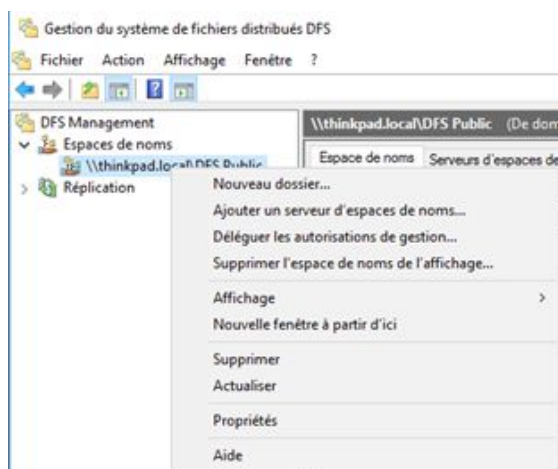 Gestion du système de fichiers distribués DFS
Fichier Action Affichage Fenêtre ?
DFS Management
Espaces de noms
\\thinkpad.local\DFS Public
Réplication
\\thinkpad.local\DFS Public (De dom
Espace de noms Serveurs d'espaces de
Nouveau dossier...
Ajouter un serveur d'espaces de noms...
Déléguer les autorisations de gestion...
Supprimer l'espace de noms de l'affichage...
Affichage
Nouvelle fenêtre à partir d'ici
Supprimer
Actualiser
Propriétés
Aide